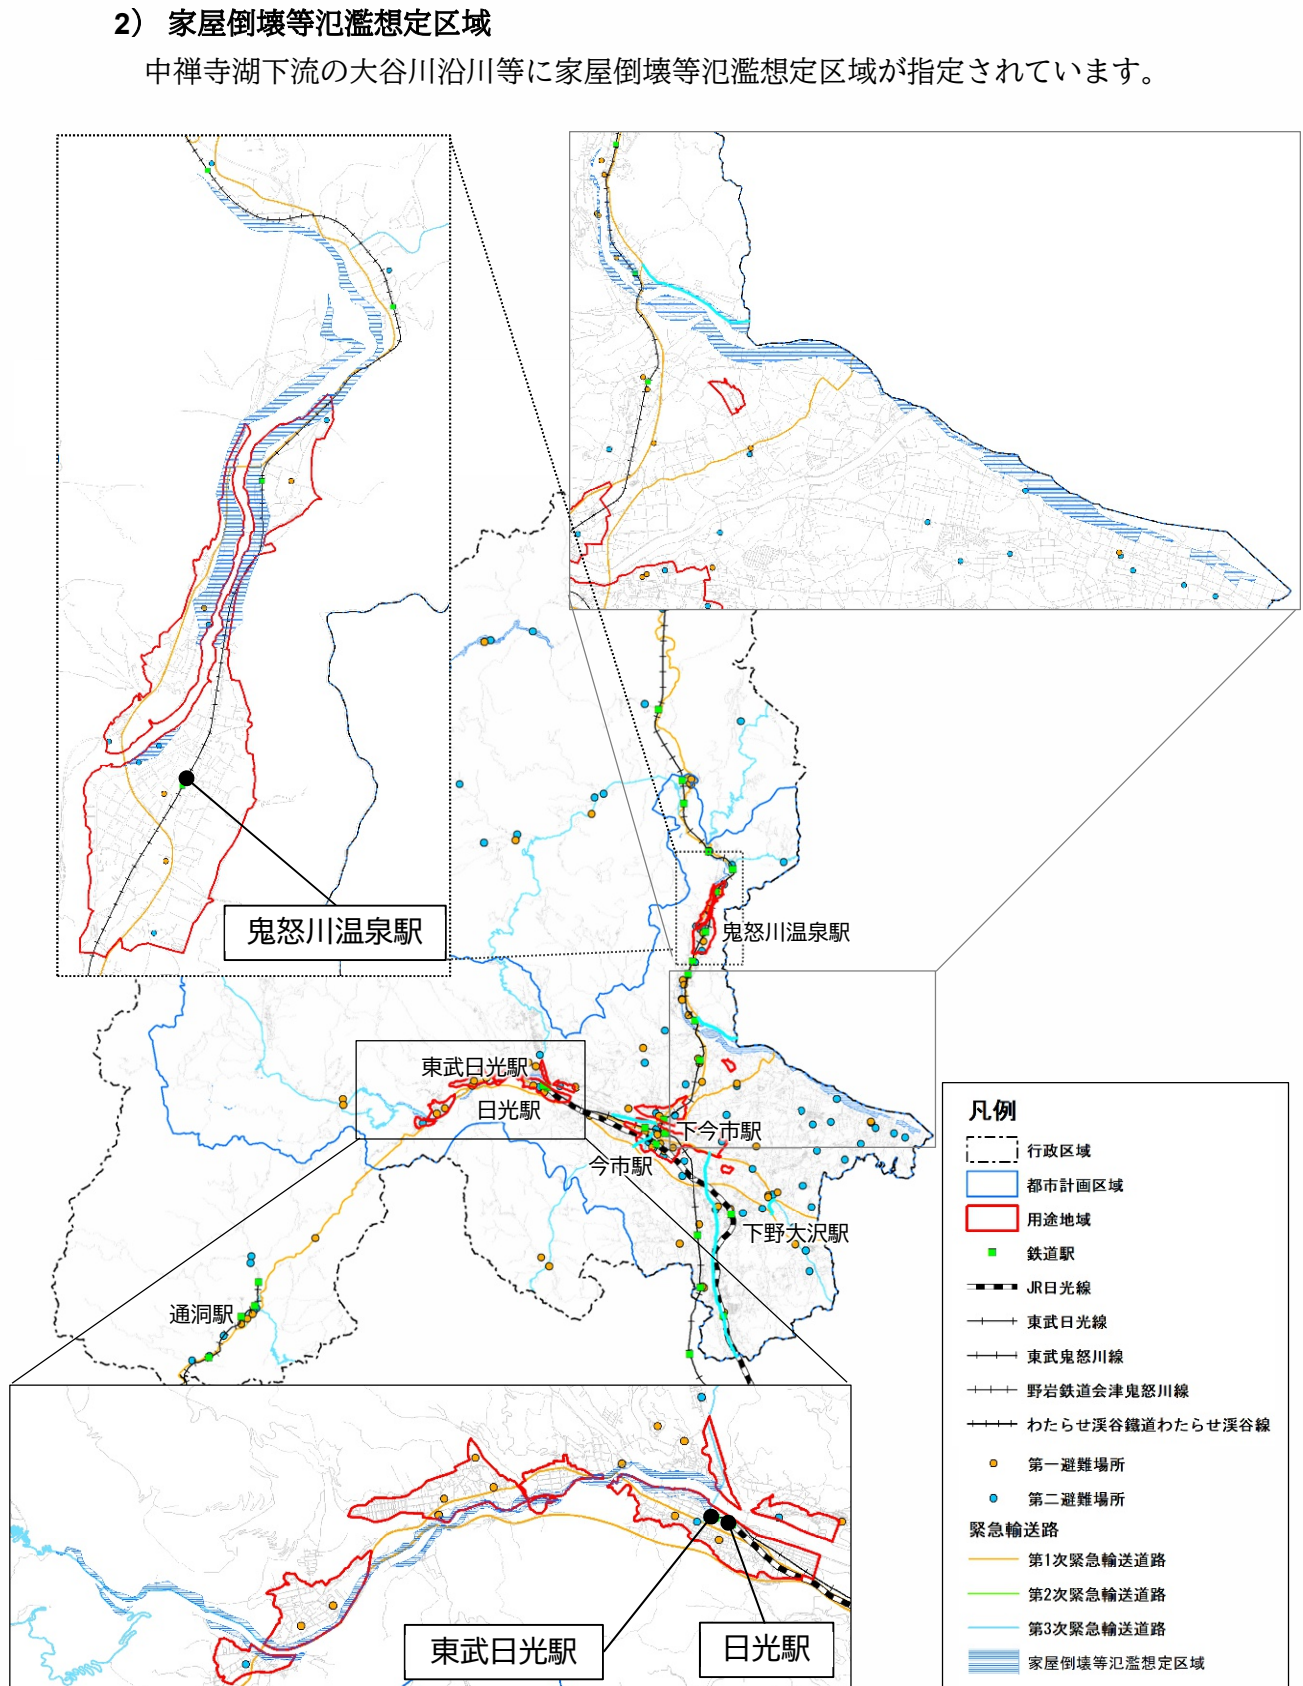 2） 家屋倒壊等氾濫想定区域
中禅寺湖下流の大谷川沿川等に家屋倒壊等氾濫想定区域が指定されています。
鬼怒川温泉駅
鬼怒川温泉駅
東武日光駅
日光駅
下今市駅
今市駅
下野大沢駅
通洞駅
東武日光駅
日光駅
凡例
行政区域
都市計画区域
用途地域
鉄道駅
JR日光線
東武日光線
東武鬼怒川線
野岩鉄道会津鬼怒川線
わたらせ渓谷鐵道わたらせ渓谷線
第一避難場所
第二避難場所
緊急輸送路
第1次緊急輸送道路
第2次緊急輸送道路
第3次緊急輸送道路
家屋倒壊等氾濫想定区域